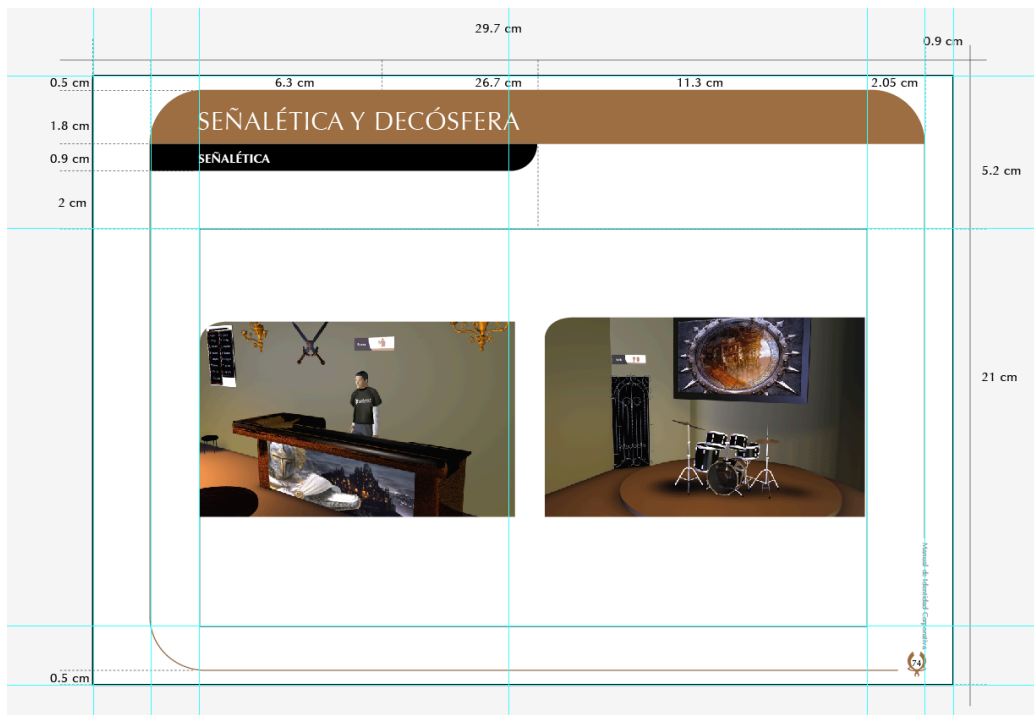 29.7 cm
0.9 cm
0.5 cm
6.3 cm
26.7 cm
11.3 cm
2.05 cm
1.8 cm
SEÑALÉTICA Y DECÓSFERA
0.9 cm
SEÑALÉTICA
5.2 cm
2 cm
21 cm
Manual de Identidad Corporativa
74
0.5 cm